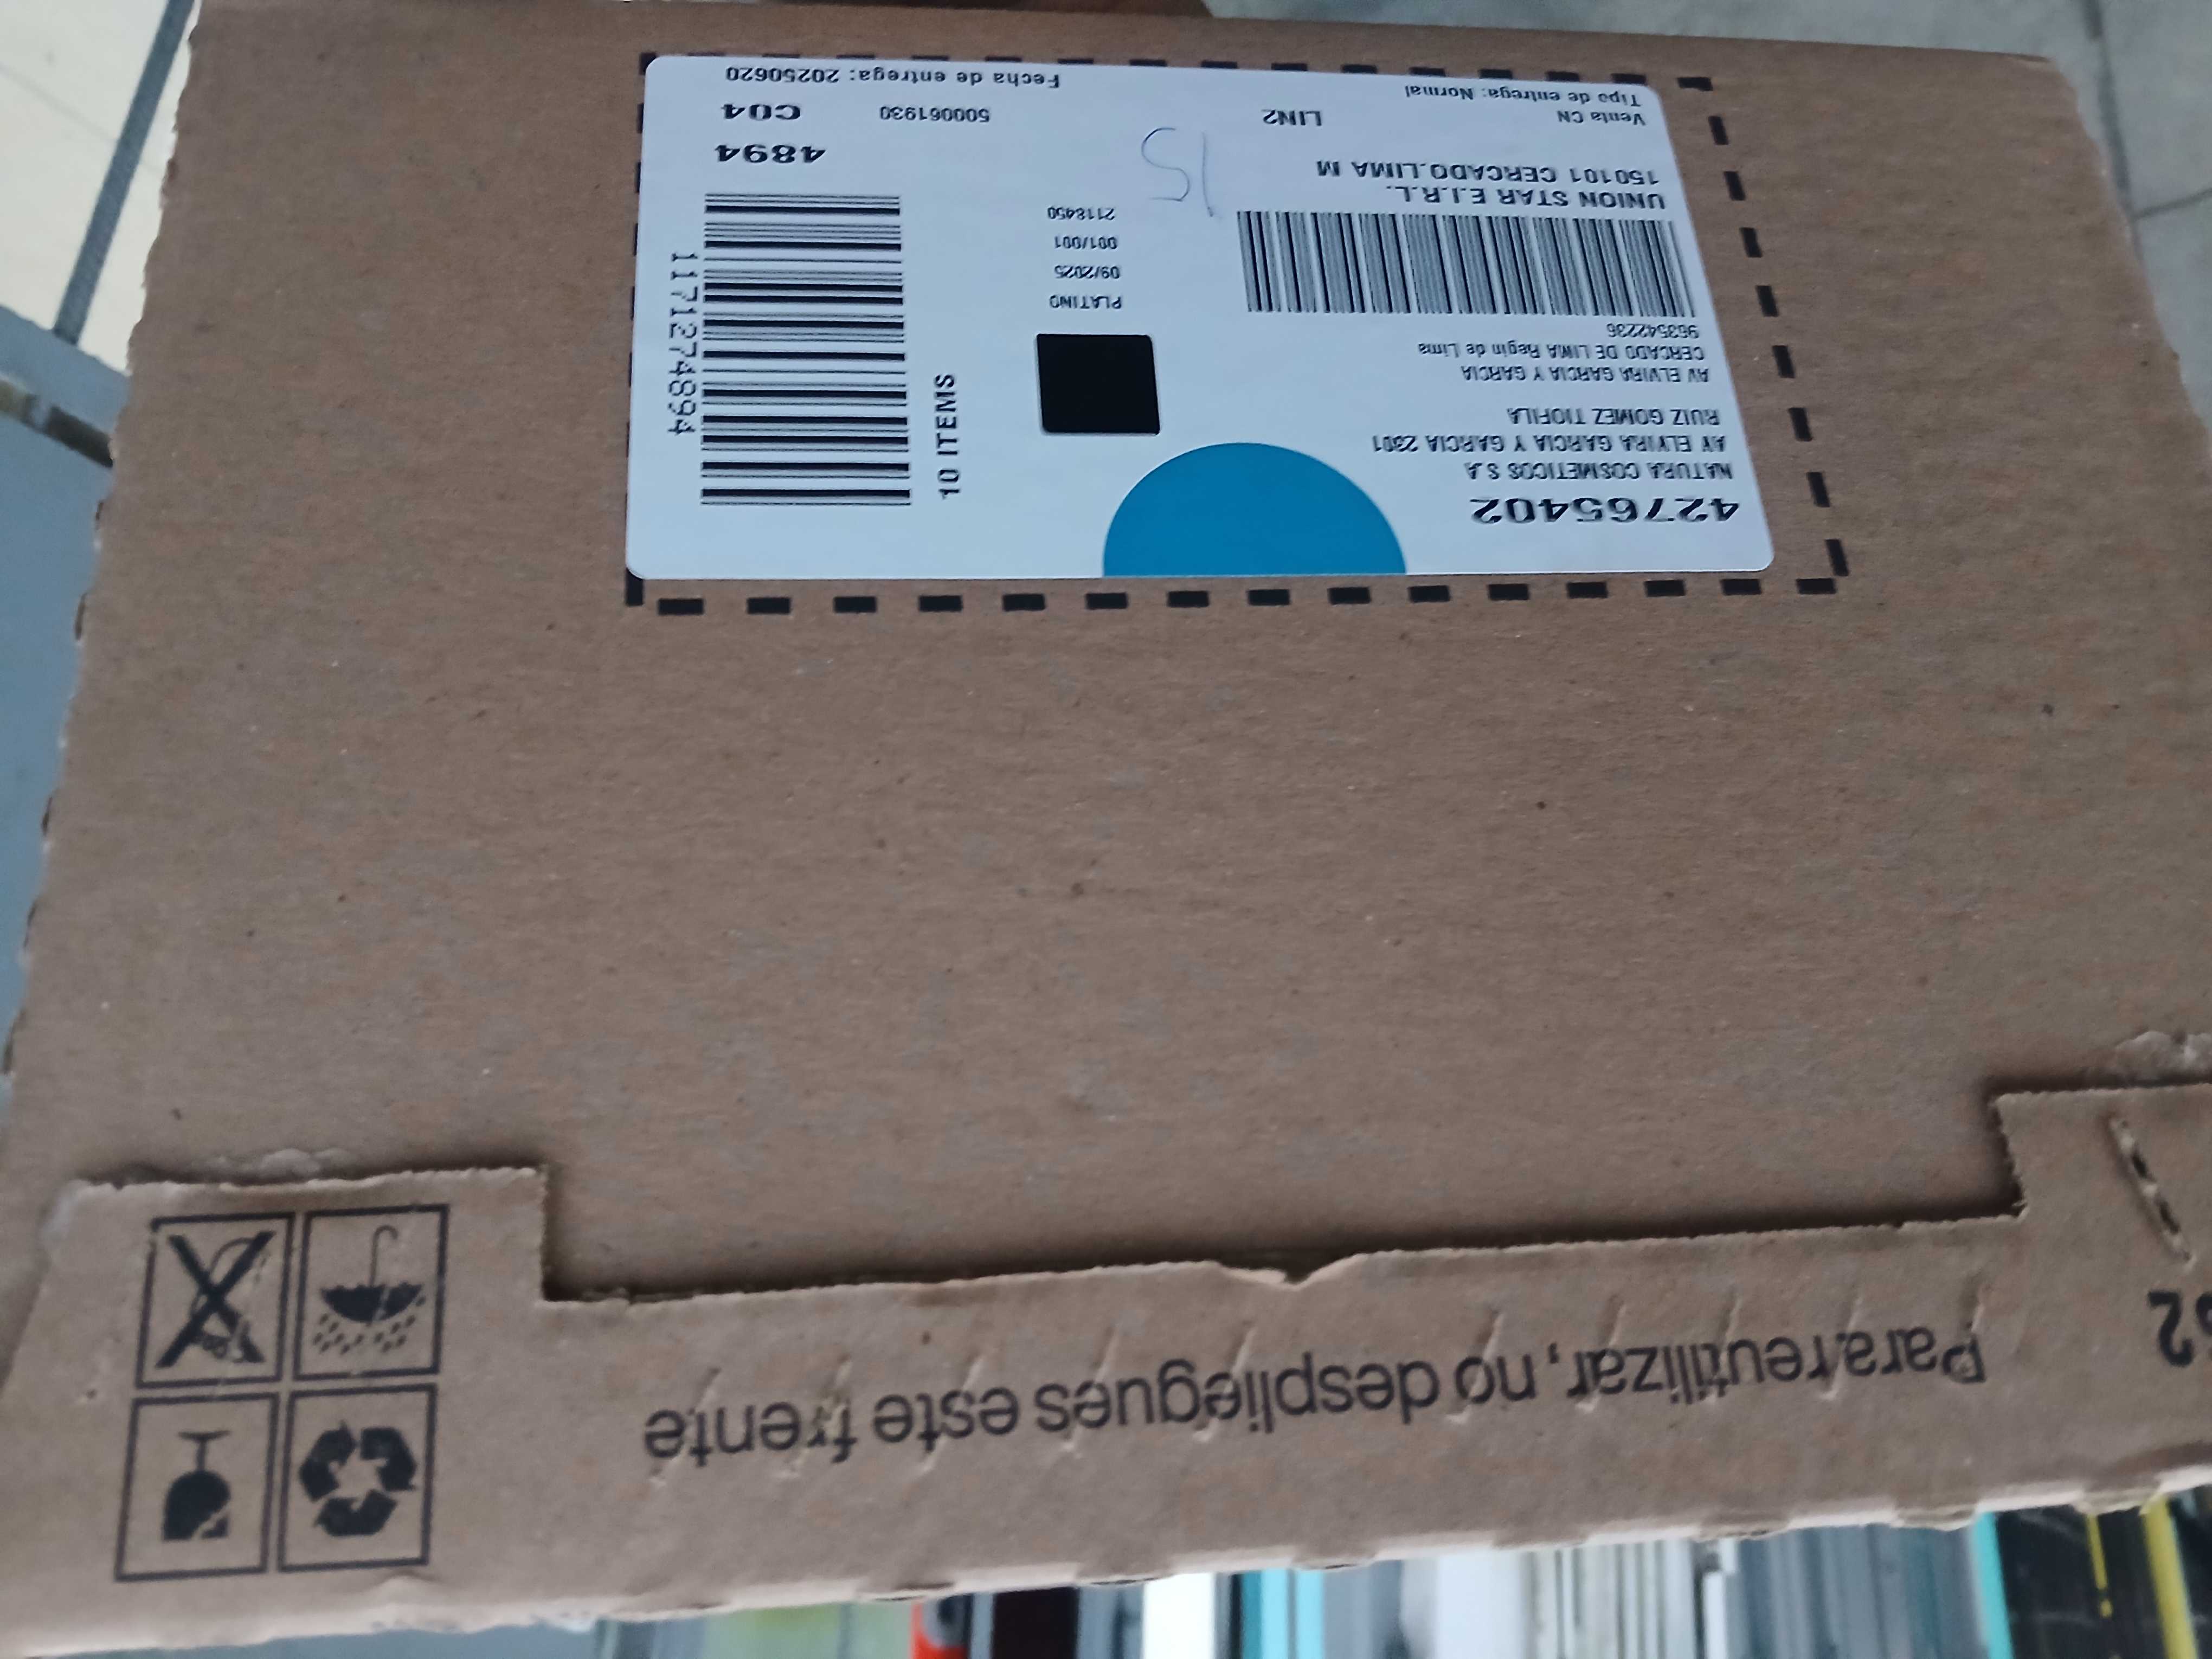 42765402
NATURA COSMETICOS S.A
AV ELVIRA GARCIA Y GARCIA 2301
RUIZ GOMEZ TIOFILA
AV ELVIRA GARCIA Y GARCIA
CERCADO DE LIMA Regin de Lima
963542236
UNION STAR E.I.R.L.
150101 CERCADO.LIMA M
Venta CN
LIN2
Tipo de entrega: Normal
PLATINO
09/2025
001/001
2118450
15
10 ITEMS
1171274894
4894
500061930
C04
Fecha de entrega: 20250620
Para reutilizar, no despliegues este frente